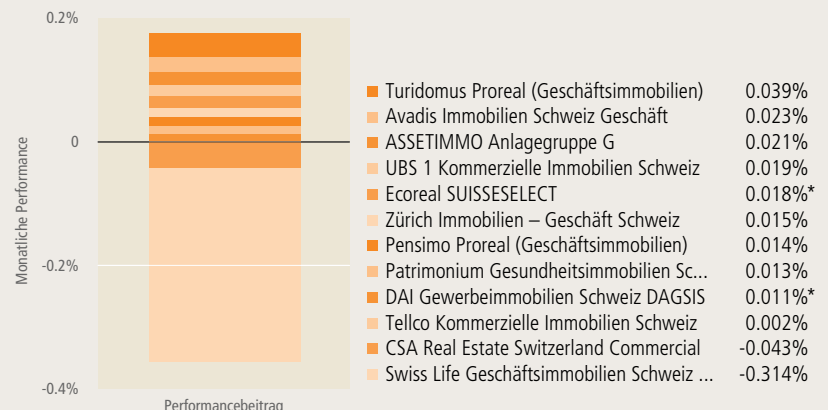 0.2%
0
-0.2%
-0.4%
Monatliche Performance
Performancebeitrag
Turidomus Proreal (Geschäftsimmobilien) 0.039%
Avadis Immobilien Schweiz Geschäft 0.023%
ASSETIMMO Anlagegruppe G 0.021%
UBS 1 Kommerzielle Immobilien Schweiz 0.019%
Ecoreal SUISSESELECT 0.018%*
Zürich Immobilien – Geschäft Schweiz 0.015%
Pensimo Proreal (Geschäftsimmobilien) 0.014%
Patrimonium Gesundheitsimmobilien Sc... 0.013%
DAI Gewerbeimmobilien Schweiz DAGSIS 0.011%*
Tellco Kommerzielle Immobilien Schweiz 0.002%
CSA Real Estate Switzerland Commercial -0.043%
Swiss Life Geschäftsimmobilien Schweiz ... -0.314%